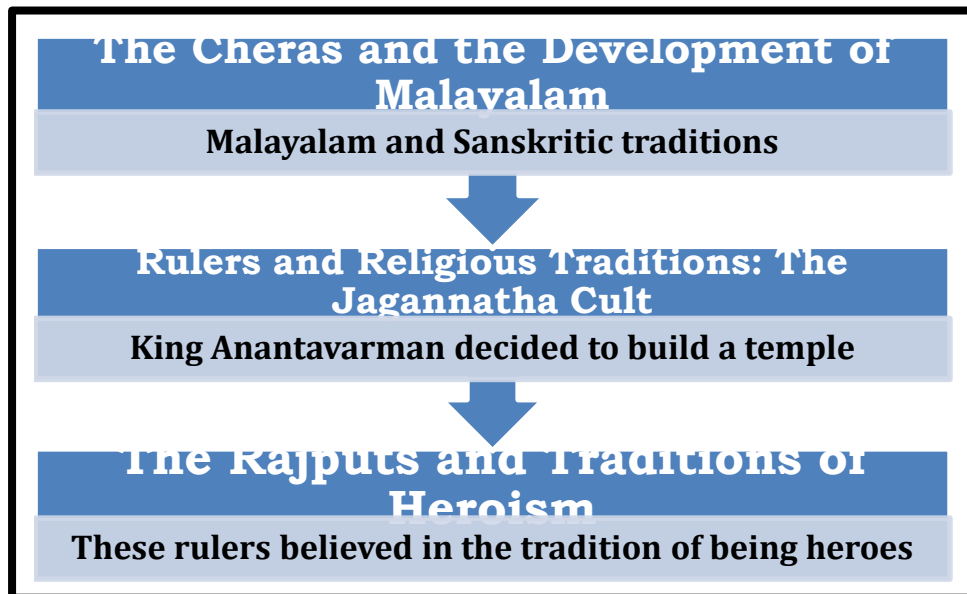 The Cheras and the Development of
Malayalam
Malayalam and Sanskritic traditions
Rulers and Religious Traditions: The
Jagannatha Cult
King Anantavarman decided to build a temple
The Rajputs and Traditions of
Heroism
These rulers believed in the tradition of being heroes